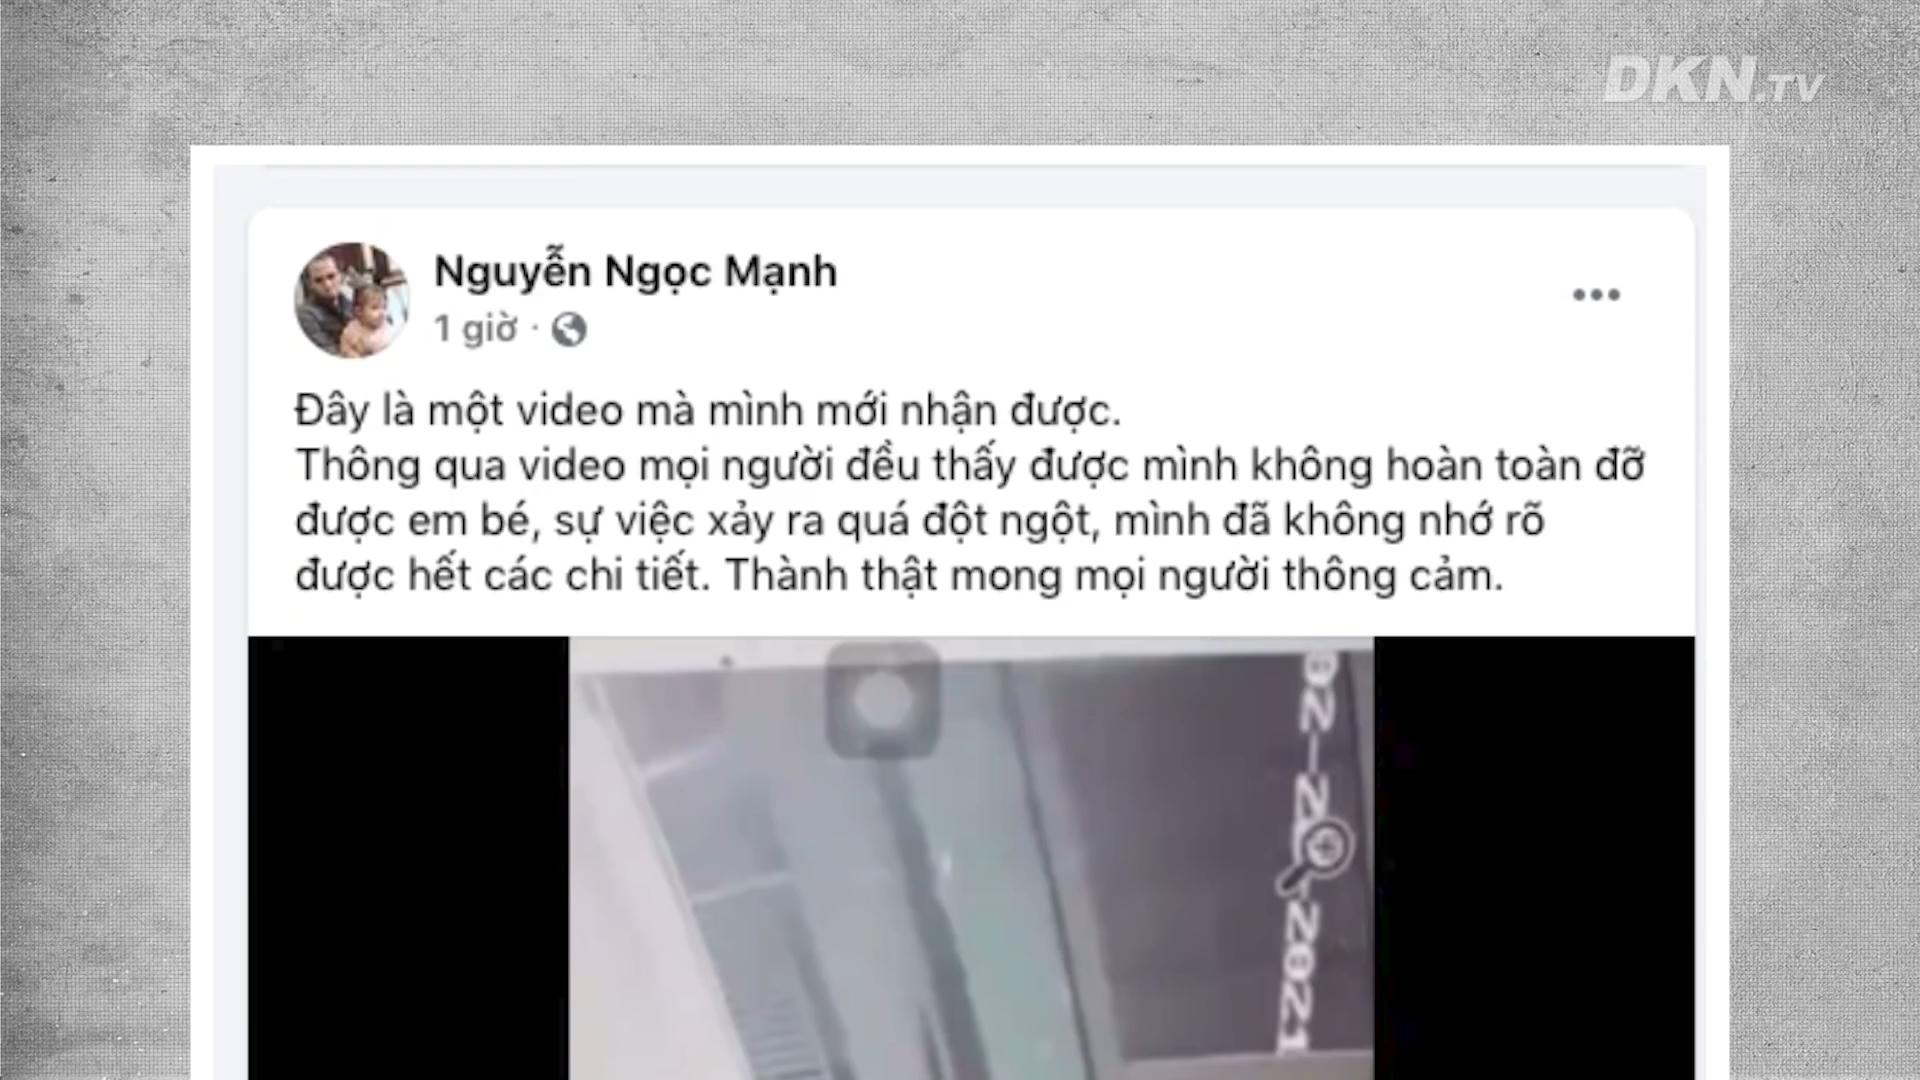 DKN.TV
Nguyễn Ngọc Mạnh
1 giờ ·
Đây là một video mà mình mới nhận được.
Thông qua video mọi người đều thấy được mình không hoàn toàn đỡ
được em bé, sự việc xảy ra quá đột ngột, mình đã không nhớ rõ
được hết các chi tiết. Thành thật mong mọi người thông cảm.